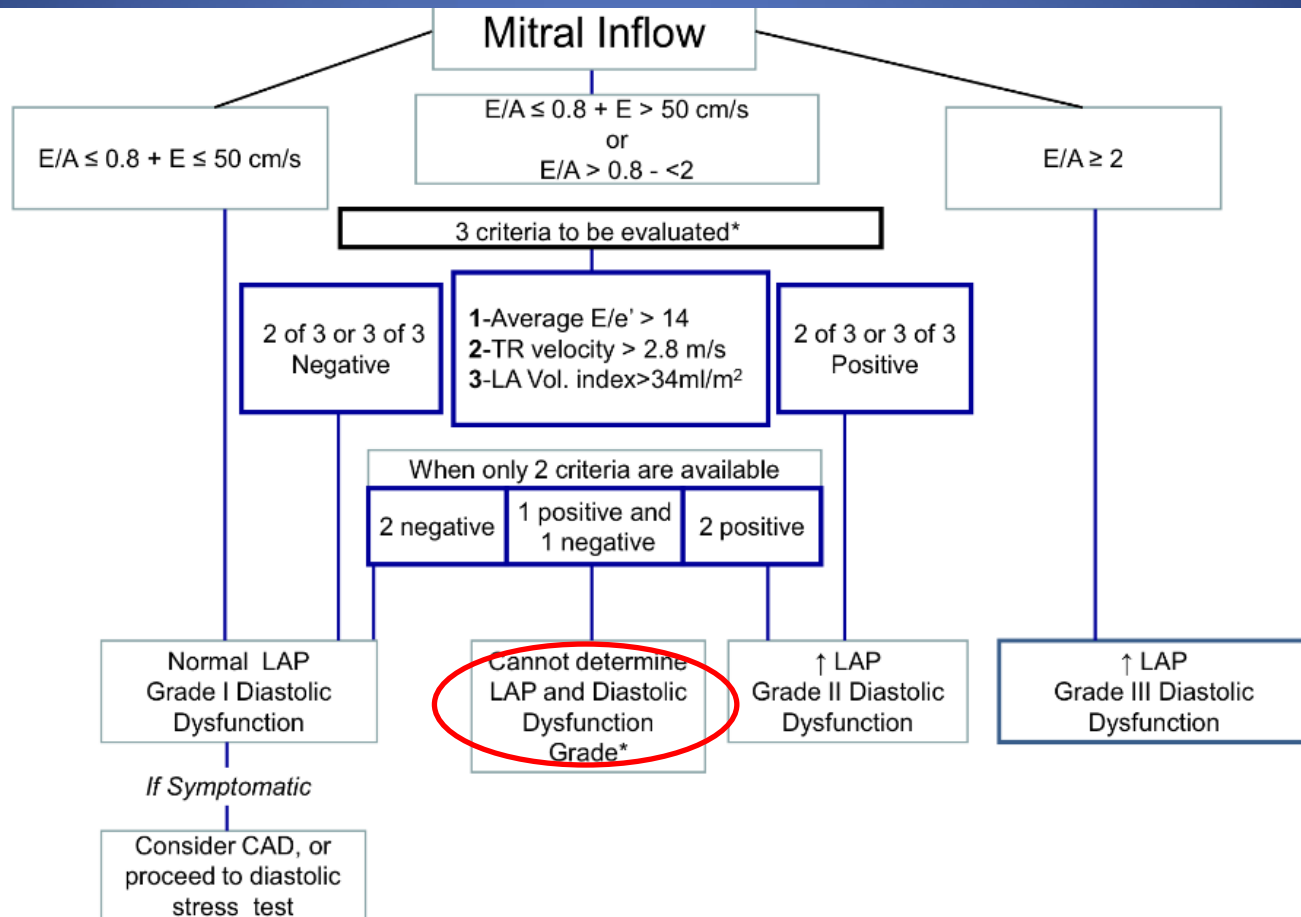 Mitral Inflow
E/A ≤ 0.8 + E ≤ 50 cm/s
E/A ≤ 0.8 + E > 50 cm/s
or
E/A > 0.8 - <2
E/A ≥ 2
3 criteria to be evaluated*
2 of 3 or 3 of 3
Negative
1-Average E/e' > 14
2-TR velocity > 2.8 m/s
3-LA Vol. index>34ml/m²
2 of 3 or 3 of 3
Positive
When only 2 criteria are available
2 negative
1 positive and
1 negative
2 positive
Normal LAP
Grade I Diastolic
Dysfunction
Cannot determine
LAP and Diastolic
Dysfunction
Grade*
↑ LAP
Grade II Diastolic
Dysfunction
↑ LAP
Grade III Diastolic
Dysfunction
If Symptomatic
Consider CAD, or
proceed to diastolic
stress test